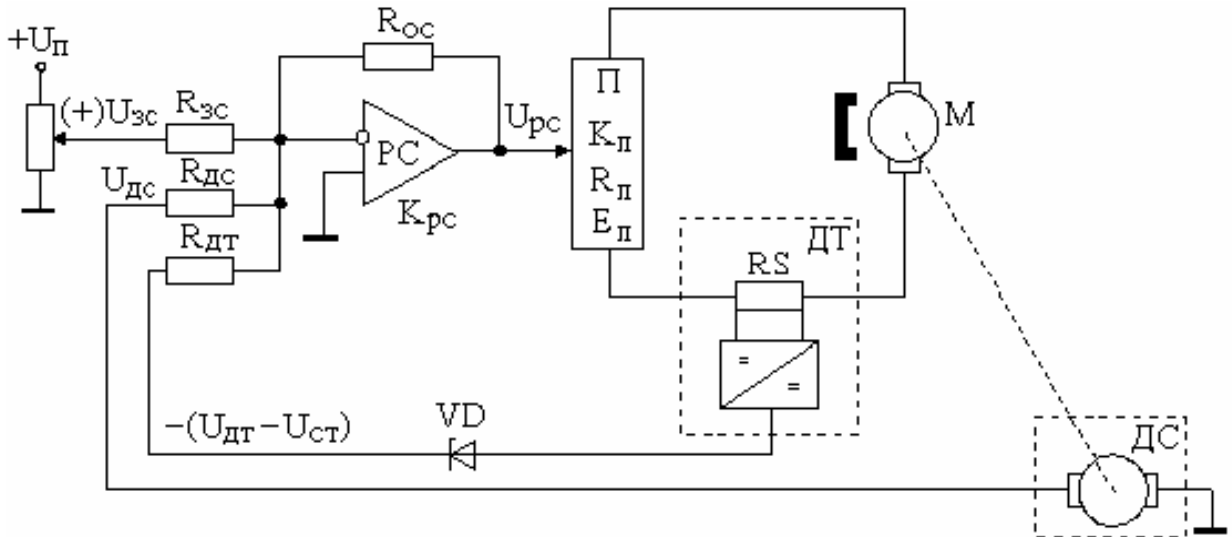 +Uп
(+)Uзс
Rзс
Rос
Uдс
Rдс
Rдт
РС
Kрс
Uрс
П
Kп
Rп
Eп
М
ДТ
RS
=
=
VD
–(Uдт – Uст)
ДС